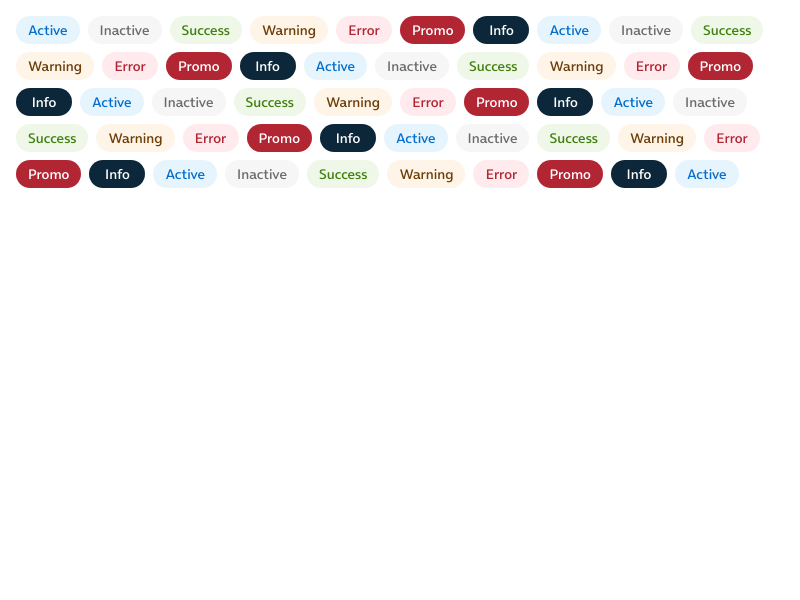 Active Inactive Success Warning Error Promo Info Active Inactive Success
Warning Error Promo Info Active Inactive Success Warning Error Promo
Info Active Inactive Success Warning Error Promo Info Active Inactive
Success Warning Error Promo Info Active Inactive Success Warning Error
Promo Info Active Inactive Success Warning Error Promo Info Active